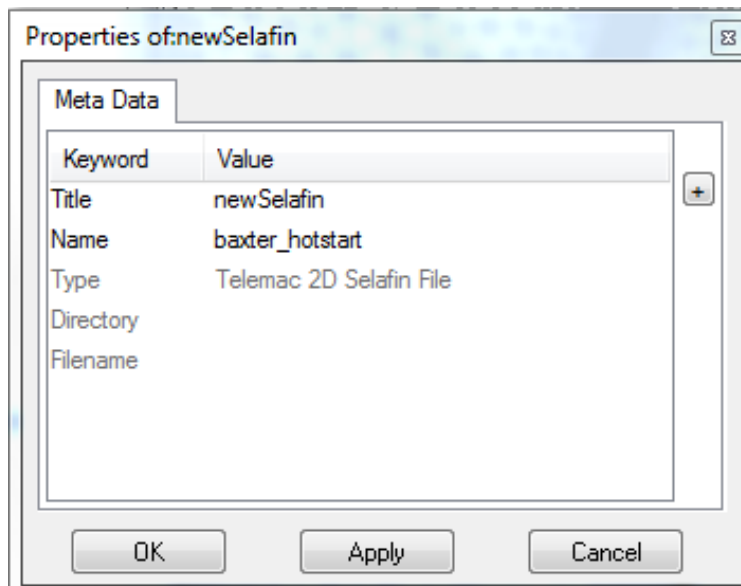 Properties of:newSelafin
Meta Data
Keyword Value
Title newSelafin
Name baxter_hotstart
Type Telemac 2D Selafin File
Directory
Filename
+
OK Apply Cancel